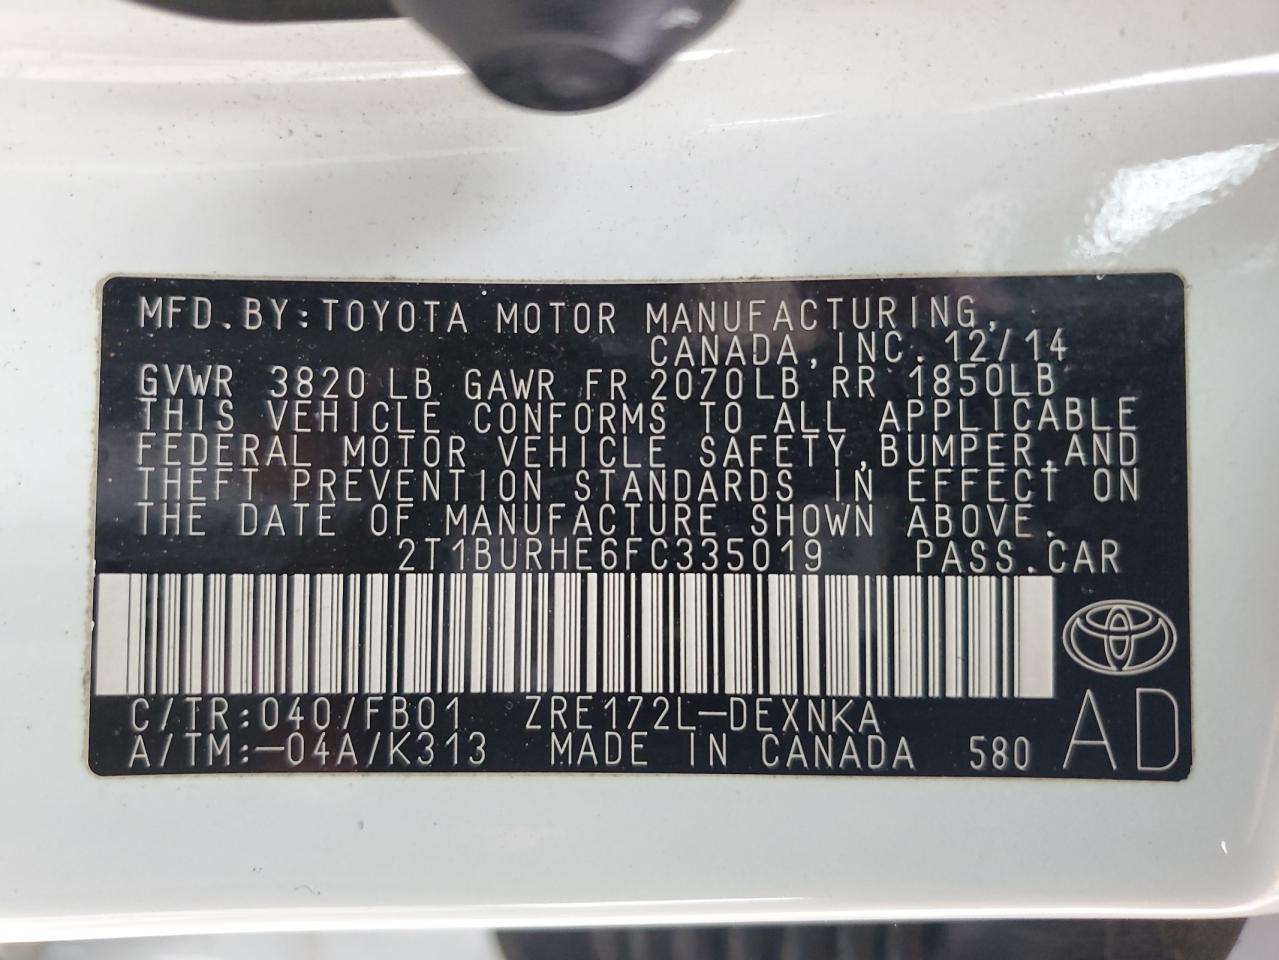 MFD.BY:TOYOTA MOTOR MANUFACTURING,
CANADA,INC. 12/14
GVWR 3820 LB GAWR FR 2070LB RR 1850LB
THIS VEHICLE CONFORMS TO ALL APPLICABLE
FEDERAL MOTOR VEHICLE SAFETY,BUMPER,AND
THEFT PREVENTION STANDARDS IN EFFECT ON
THE DATE OF MANUFACTURE SHOWN ABOVE.
2T1BURHE6FC335019 PASS.CAR
C/TR:040/FB01 ZRE172L-DEXNKA
A/TM:-04A/K313 MADE IN CANADA 580 AD